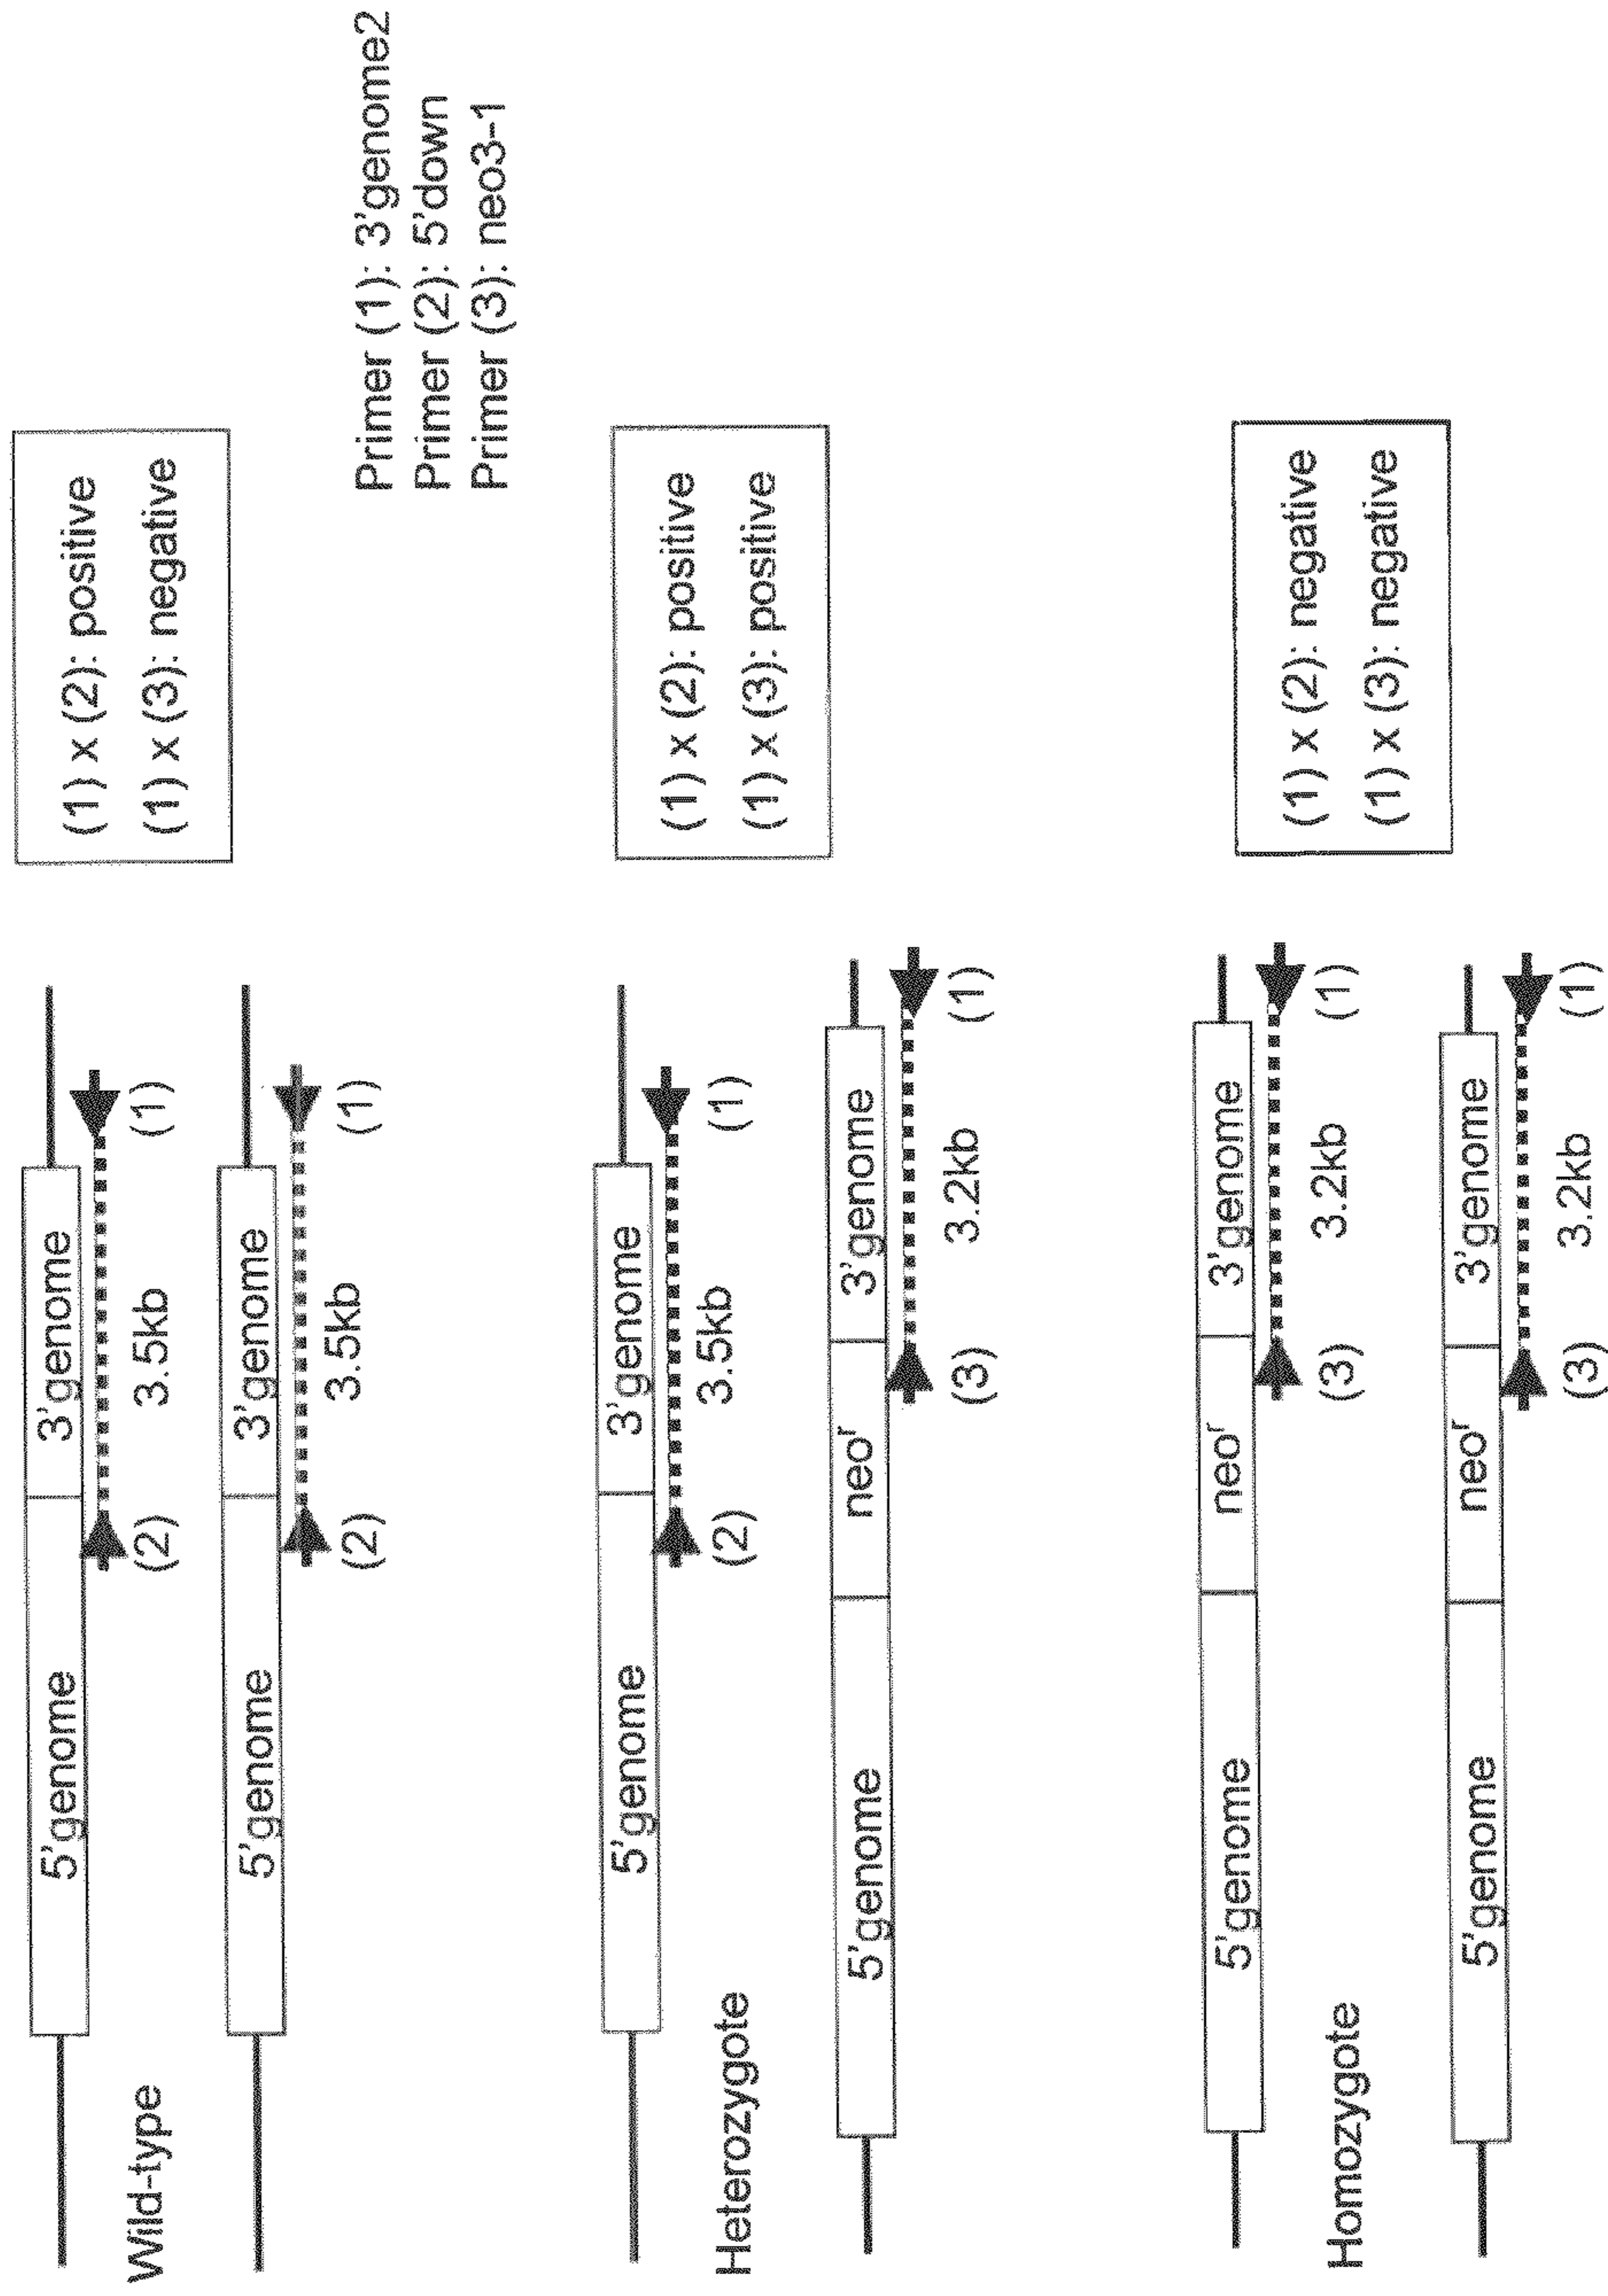 5'genome 3'genome
(2) 3.5kb (1)
Wild-type
5'genome 3'genome
(2) 3.5kb (1)
(1) x (2): positive
(1) x (3): negative
Primer (1): 3'genome2
Primer (2): 5'down
Primer (3): neo3-1
5'genome 3'genome
(2) 3.5kb (1)
Heterozygote
5'genome neoʳ 3'genome
(3) 3.2kb (1)
(1) x (2): positive
(1) x (3): positive
5'genome neoʳ 3'genome
(3) 3.2kb (1)
Homozygote
5'genome neoʳ 3'genome
(3) 3.2kb (1)
(1) x (2): negative
(1) x (3): negative